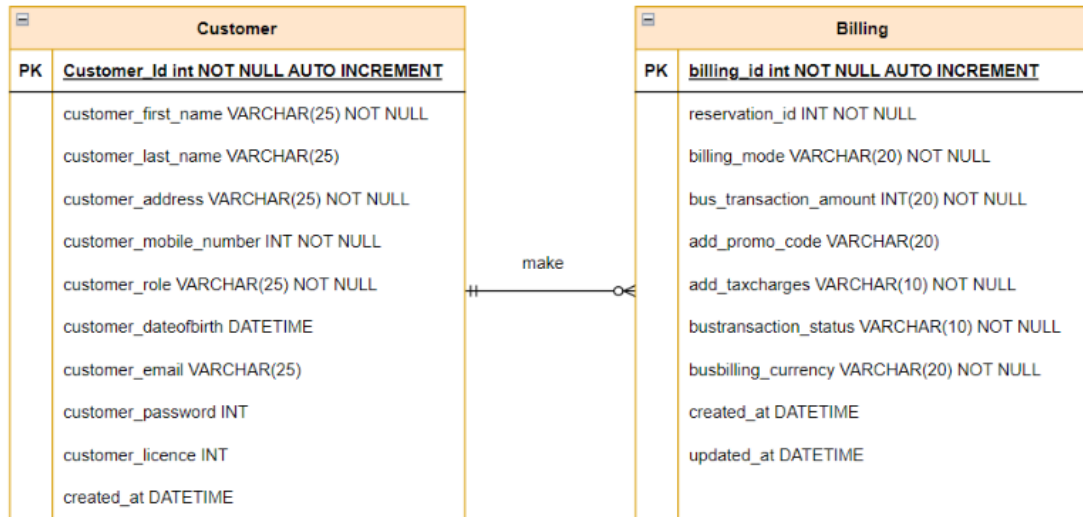 Customer
PK Customer_Id int NOT NULL AUTO INCREMENT
customer_first_name VARCHAR(25) NOT NULL
customer_last_name VARCHAR(25)
customer_address VARCHAR(25) NOT NULL
customer_mobile_number INT NOT NULL
customer_role VARCHAR(25) NOT NULL
customer_dateofbirth DATETIME
customer_email VARCHAR(25)
customer_password INT
customer_licence INT
created_at DATETIME
make
Billing
PK billing_id int NOT NULL AUTO INCREMENT
reservation_id INT NOT NULL
billing_mode VARCHAR(20) NOT NULL
bus_transaction_amount INT(20) NOT NULL
add_promo_code VARCHAR(20)
add_taxcharges VARCHAR(10) NOT NULL
bustransaction_status VARCHAR(10) NOT NULL
busbilling_currency VARCHAR(20) NOT NULL
created_at DATETIME
updated_at DATETIME